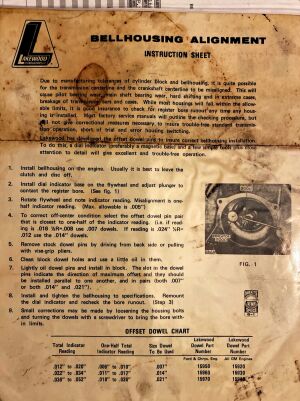 LAKEWOOD
BELLHOUSING ALIGNMENT
INSTRUCTION SHEET
Due to manufacturing tolerances of cylinder block and bellhousing, it is quite possible
for the transmission centerline and the crankshaft centerline to be misaligned. This will
cause pilot bearing wear, main shaft bearing wear, hard shifting and in extreme cases,
breakage of transmission gears and cases. While most housings will fall within the allow-
able limits, it is good insurance to check for register bore runout any time any hous-
ing is installed. Most factory service manuals will outline the checking procedure, but
do not give corrective measures necessary, to insure trouble-free standard transmis-
sion operation, short of trial and error housing switching.
Lakewood has developed the offset dowel pin to insure correct bellhousing installation.
To do this, a dial indicator (preferably a magnetic base) and a few simple tools plus
attention to detail will give excellent and trouble-free operation.
1. Install bellhousing on the engine. Usually it is best to leave the
clutch and disc off.
2. Install dial indicator base on the flywheel and adjust plunger to
contact the register bore. (See fig. 1)
3. Rotate flywheel and note indicator reading. Misalignment is one-
half indicator reading. (Max. allowable is .005")
4. To correct off-center condition select the offset dowel pin pair
that is closest to one-half of the indicator reading. (i.e. if read-
ing is .016 ½R=.008 use .007 dowels. If reading is .024" ½R=
.012 use the .014" dowels.
5. Remove stock dowel pins by driving from back side or pulling
with vise-grip pliers.
6. Clean block dowel holes and use a little oil in them.
7. Lightly oil dowel pins and install in block. The slot in the dowel
pins indicate the direction of maximum offset and they should
be installed parallel to one another, and in pairs (both .007"
or both .014" and .021").
8. Install and tighten the bellhousing to specifications. Remount
the dial indicator and recheck the bore runout. (Step 3)
9. Small corrections may be made by loosening the housing bolts
and turning the dowels with a screwdriver to bring the bore with-
in limits.
FIG. 1
OFFSET DOWEL CHART
Total Indicator Reading
One-Half Total Indicator Reading
Size Dowel To Be Used
Lakewood Dowel Part Number
Lakewood Dowel Part Number
Ford & Chrys. Eng.
All GM Engines
.012" to .020" .006" to .010" .007" 15950 15920
.022" to .034" .011" to .017" .014" 15960
.036" to .052" .018" to .026" .021" 15970